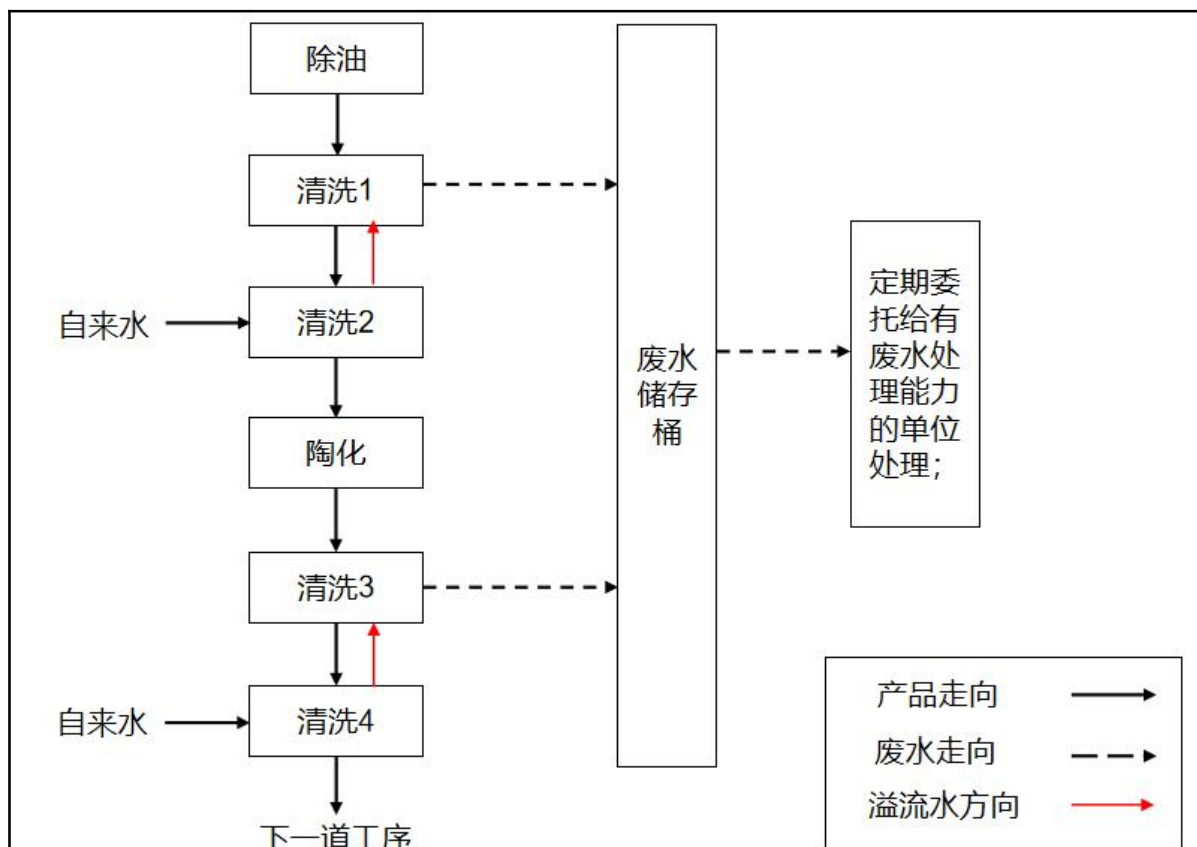 除油
清洗1
清洗2
自来水
陶化
清洗3
清洗4
自来水
下一道工序
废水
储存
桶
定期委
托给有
废水处
理能力
的单位
处理；
产品走向
废水走向
溢流水方向